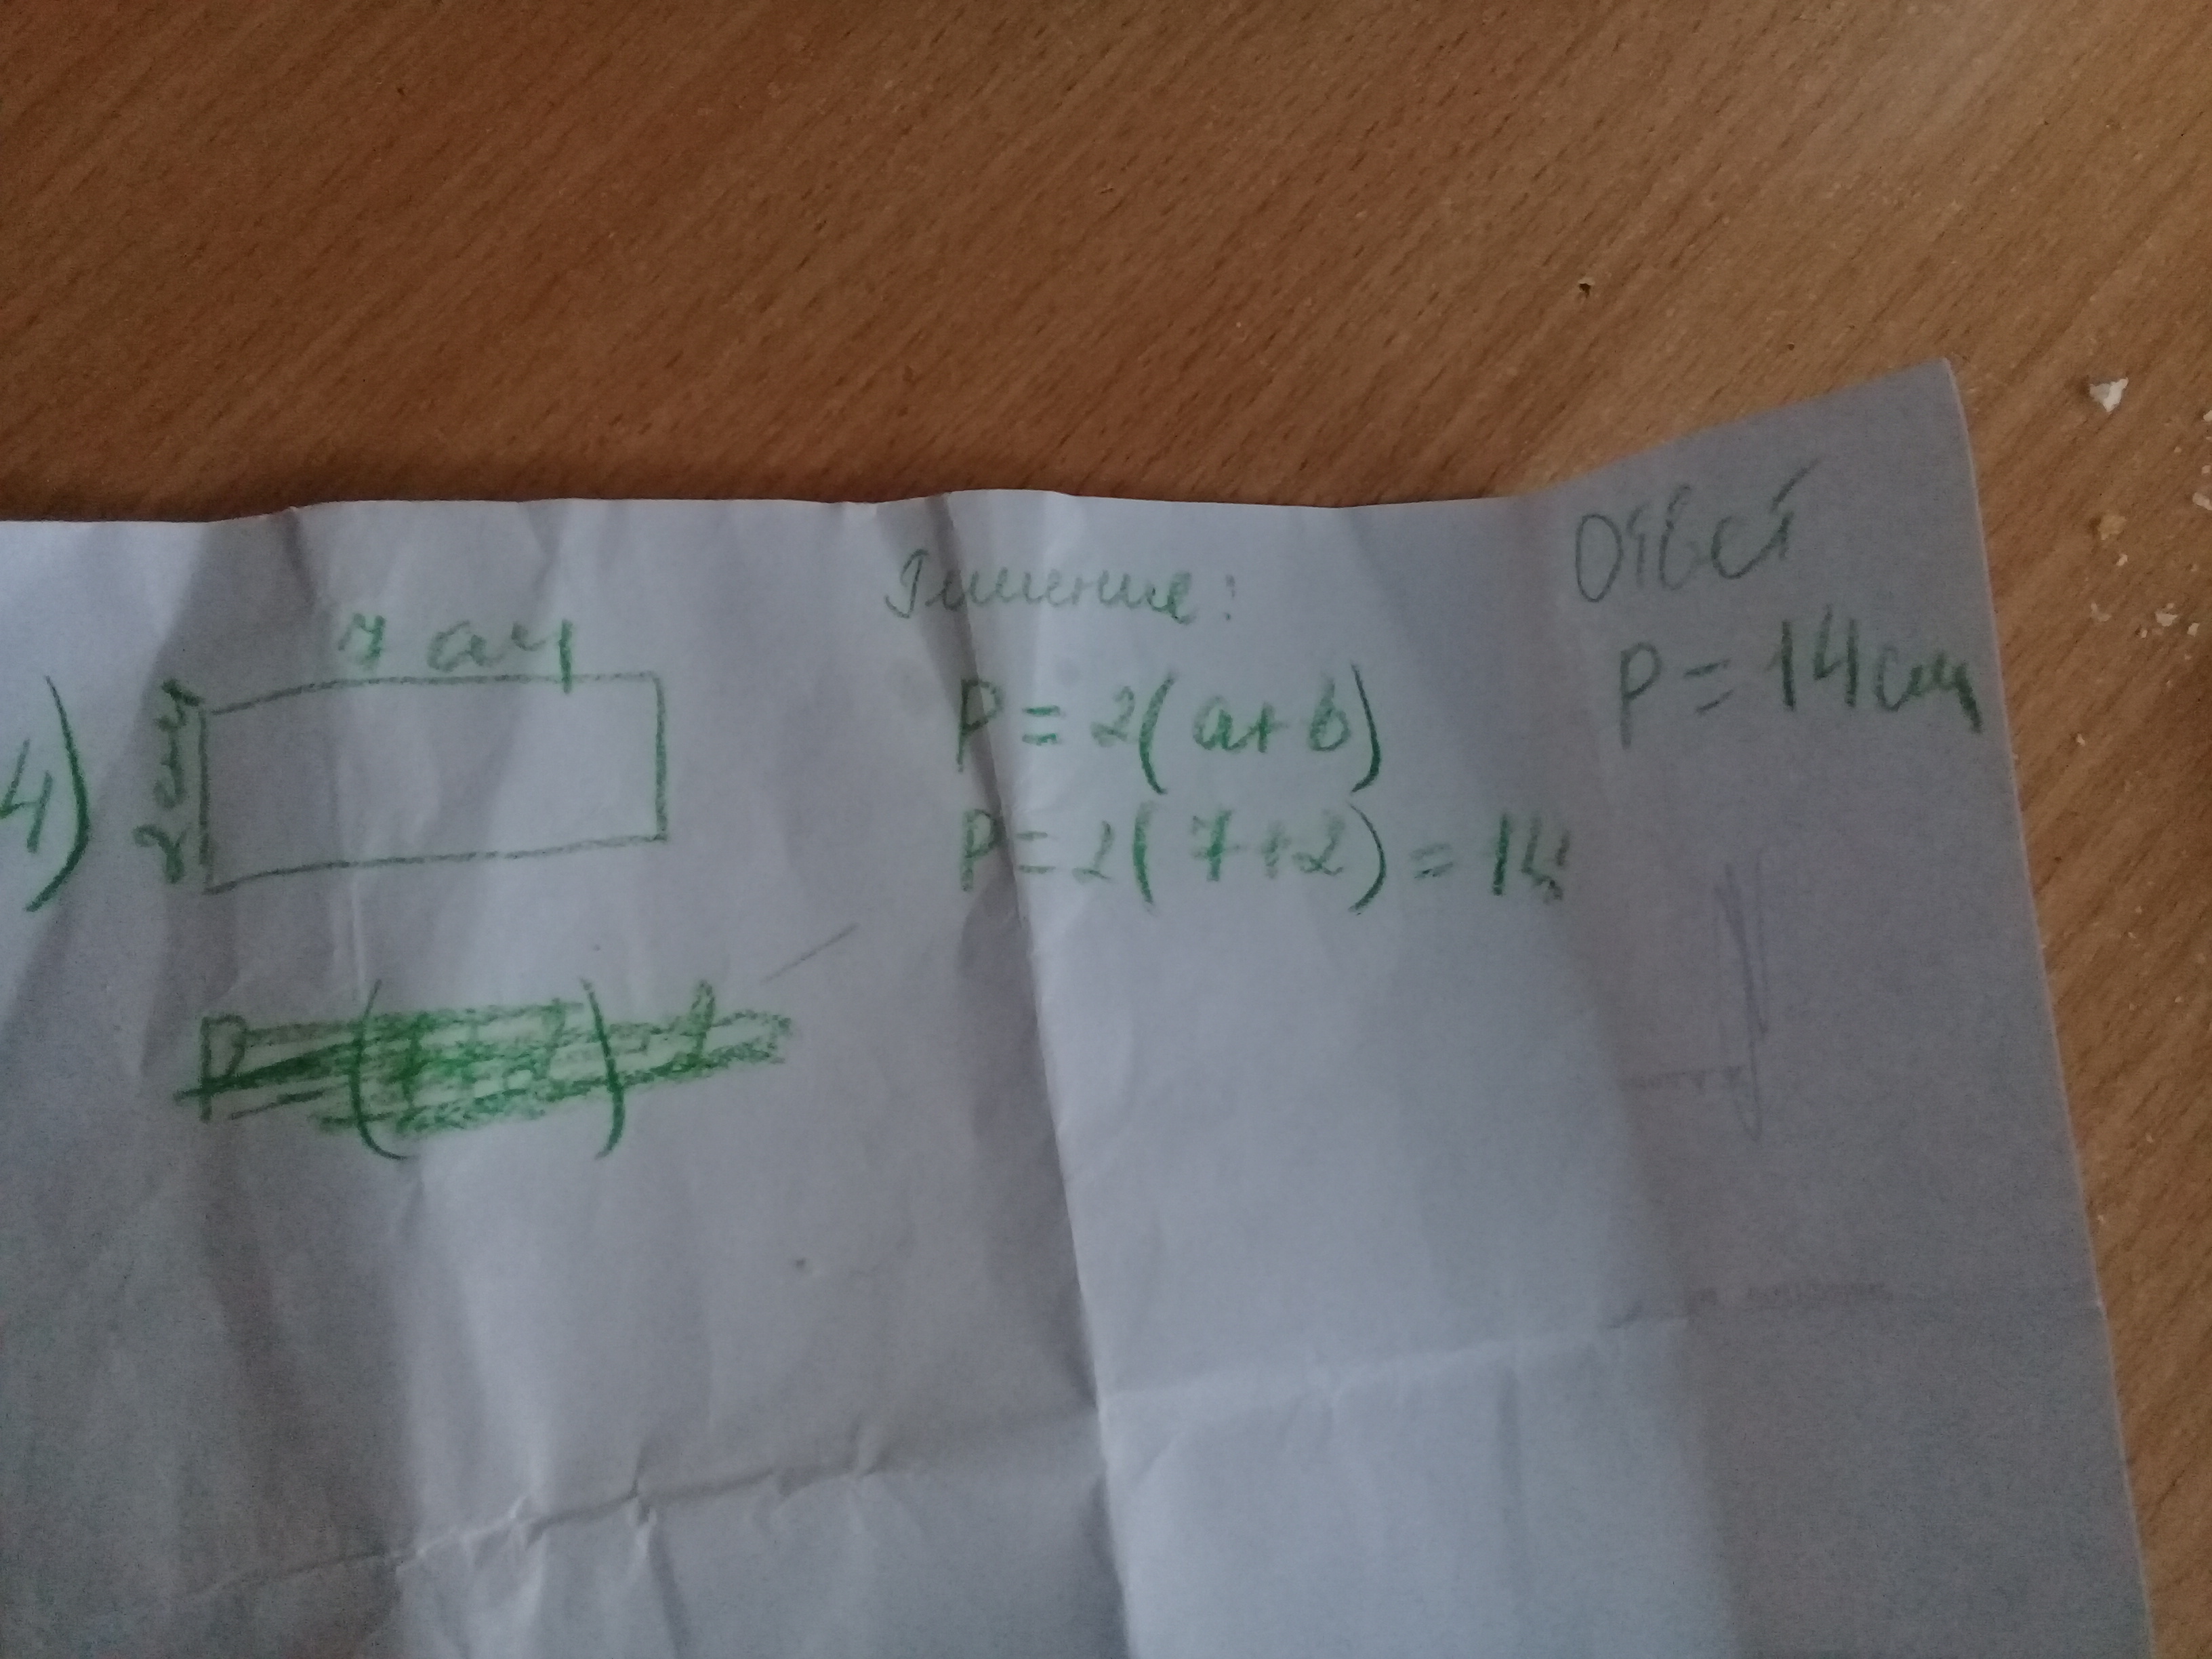 4)
7 см
2 см
Решение:
P = 2(a+b)
P = 2(7+2) = 14
Ответ
P = 14 см